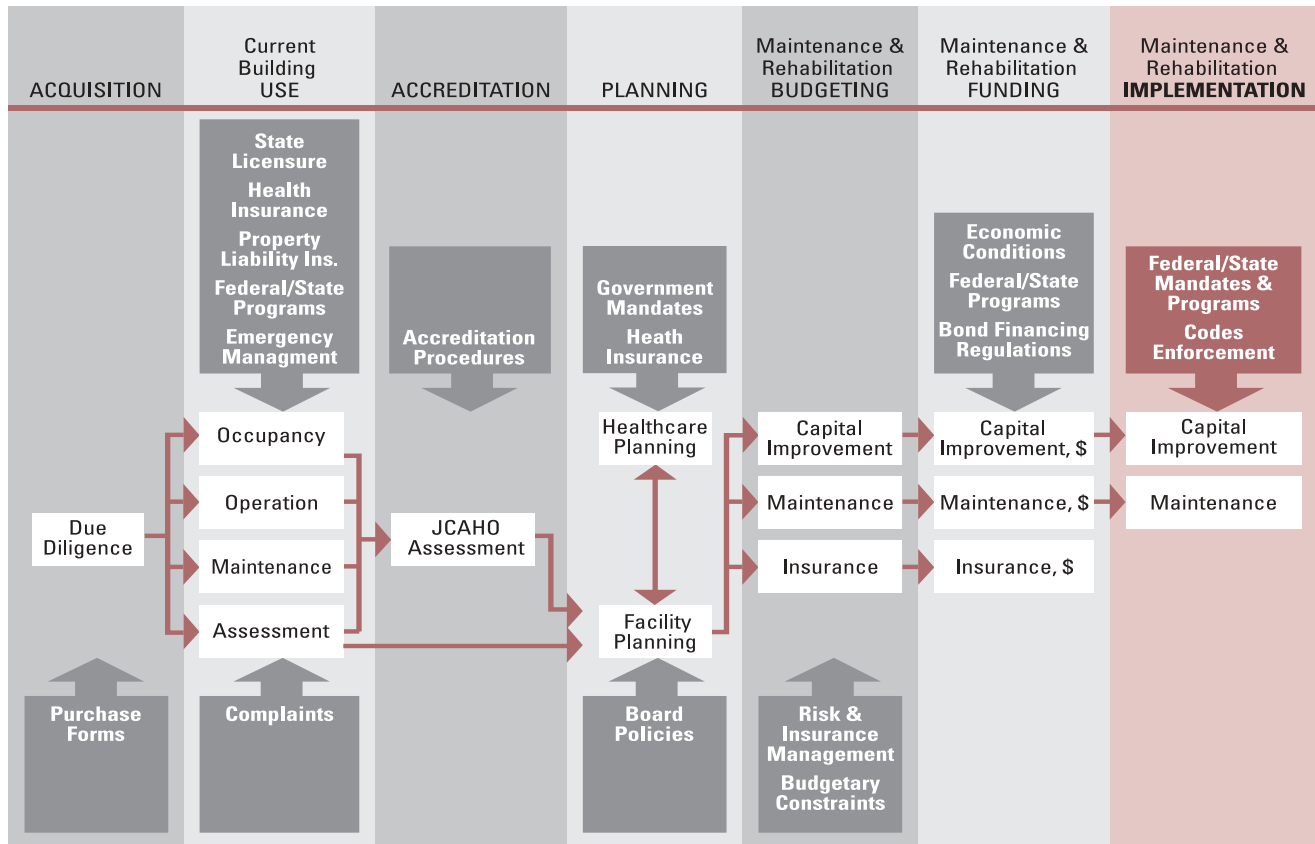 ACQUISITION
Current
Building
USE
ACCREDITATION
PLANNING
Maintenance &
Rehabilitation
BUDGETING
Maintenance &
Rehabilitation
FUNDING
Maintenance &
Rehabilitation
IMPLEMENTATION
State
Licensure
Health
Insurance
Property
Liability Ins.
Federal/State
Programs
Emergency
Managment
Accreditation
Procedures
Government
Mandates
Heath
Insurance
Economic
Conditions
Federal/State
Programs
Bond Financing
Regulations
Federal/State
Mandates &
Programs
Codes
Enforcement
Due
Diligence
Occupancy
Operation
Maintenance
Assessment
JCAHO
Assessment
Healthcare
Planning
Facility
Planning
Capital
Improvement
Maintenance
Insurance
Capital
Improvement, $
Maintenance, $
Insurance, $
Capital
Improvement
Maintenance
Purchase
Forms
Complaints
Board
Policies
Risk &
Insurance
Management
Budgetary
Constraints